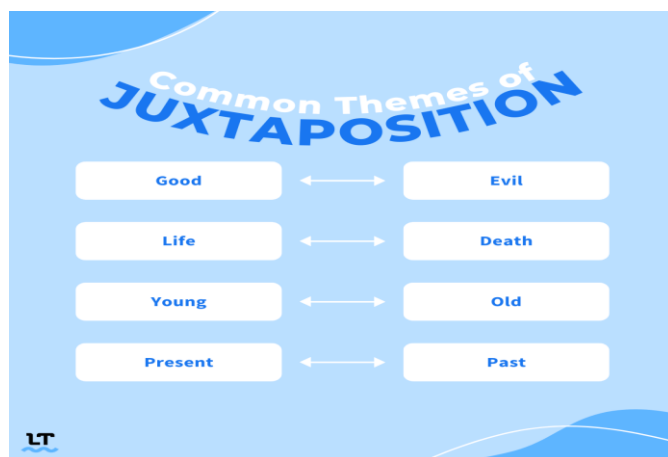 Common Themes of
JUXTAPOSITION
Good Evil
Life Death
Young Old
Present Past
LT